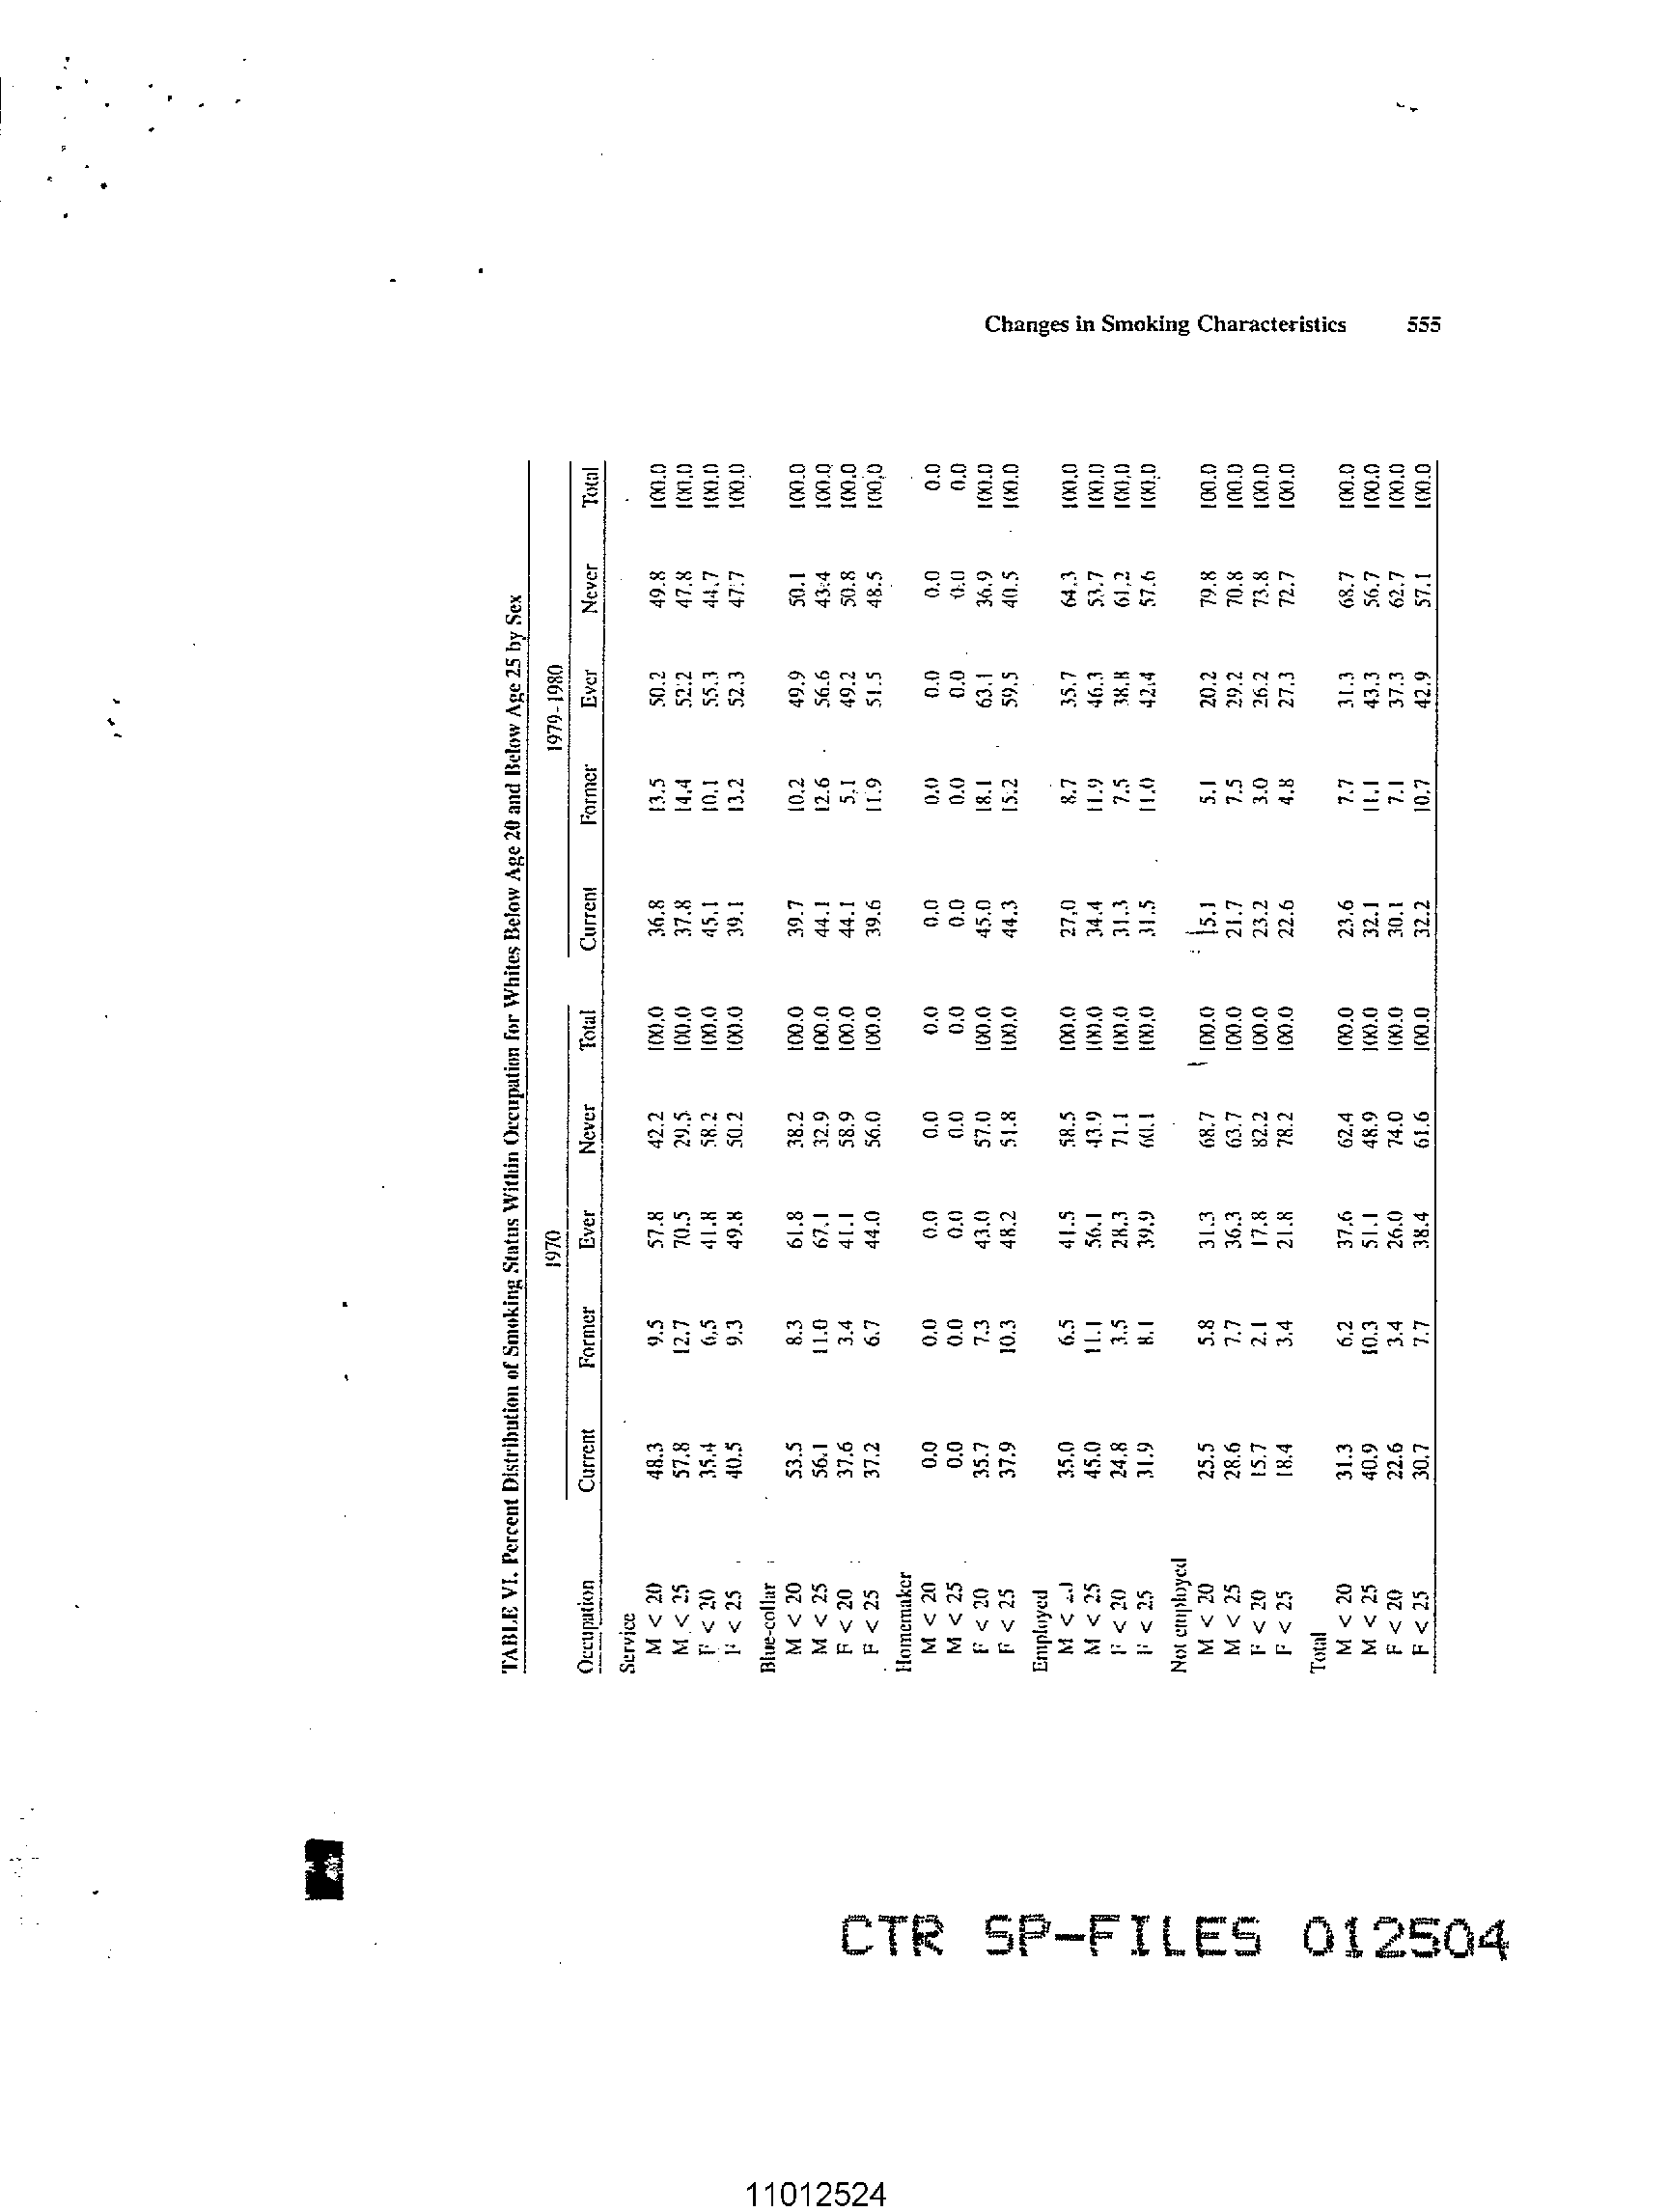 Changes in Smoking Characteristics 555
TABLE VI. Percent Distribution of Smoking Status Within Occupation for Whites Below Age 20 and Below Age 25 by Sex
1970 1979-1980
Occupation Current Former Ever Never Total Current Former Ever Never Total
Service
M < 20 48.3 9.5 57.8 42.2 100.0 36.8 13.5 50.2 49.8 100.0
M < 25 57.8 12.7 70.5 29.5 100.0 37.8 14.4 52.2 47.8 100.0
F < 20 35.4 6.5 41.8 58.2 100.0 45.1 10.1 55.3 44.7 100.0
F < 25 40.5 9.3 49.8 50.2 100.0 39.1 13.2 52.3 47.7 100.0
Blue-collar
M < 20 53.5 8.3 61.8 38.2 100.0 39.7 10.2 49.9 50.1 100.0
M < 25 56.1 11.0 67.1 32.9 100.0 44.1 12.6 56.6 43.4 100.0
F < 20 37.6 3.4 41.1 58.9 100.0 44.1 5.1 49.2 50.8 100.0
F < 25 37.2 6.7 44.0 56.0 100.0 39.6 11.9 51.5 48.5 100.0
Homemaker
M < 20 0.0 0.0 0.0 0.0 0.0 0.0 0.0 0.0 0.0 0.0
M < 25 0.0 0.0 0.0 0.0 0.0 0.0 0.0 0.0 0.0 0.0
F < 20 35.7 7.3 43.0 57.0 100.0 45.0 18.1 63.1 36.9 100.0
F < 25 37.9 10.3 48.2 51.8 100.0 44.3 15.2 59.5 40.5 100.0
Employed
M < 35.0 6.5 41.5 58.5 100.0 27.0 8.7 35.7 64.3 100.0
M < 25 45.0 11.1 56.1 43.9 100.0 34.4 11.9 46.3 53.7 100.0
F < 20 24.8 3.5 28.3 71.1 100.0 31.3 7.5 38.8 61.2 100.0
F < 25 31.9 8.1 39.9 60.1 100.0 31.5 11.0 42.4 57.6 100.0
Not employed
M < 20 25.5 5.8 31.3 68.7 100.0 15.1 5.1 20.2 79.8 100.0
M < 25 28.6 7.7 36.3 63.7 100.0 21.7 7.5 29.2 70.8 100.0
F < 20 15.7 2.1 17.8 82.2 100.0 23.2 3.0 26.2 73.8 100.0
F < 25 18.4 3.4 21.8 78.2 100.0 22.6 4.8 27.3 72.7 100.0
Total
M < 20 31.3 6.2 37.6 62.4 100.0 23.6 7.7 31.3 68.7 100.0
M < 25 40.9 10.3 51.1 48.9 100.0 32.1 11.1 43.3 56.7 100.0
F < 20 22.6 3.4 26.0 74.0 100.0 30.1 7.1 37.3 62.7 100.0
F < 25 30.7 7.7 38.4 61.6 100.0 32.2 10.7 42.9 57.1 100.0
CTR SP-FILES 012504
11012524